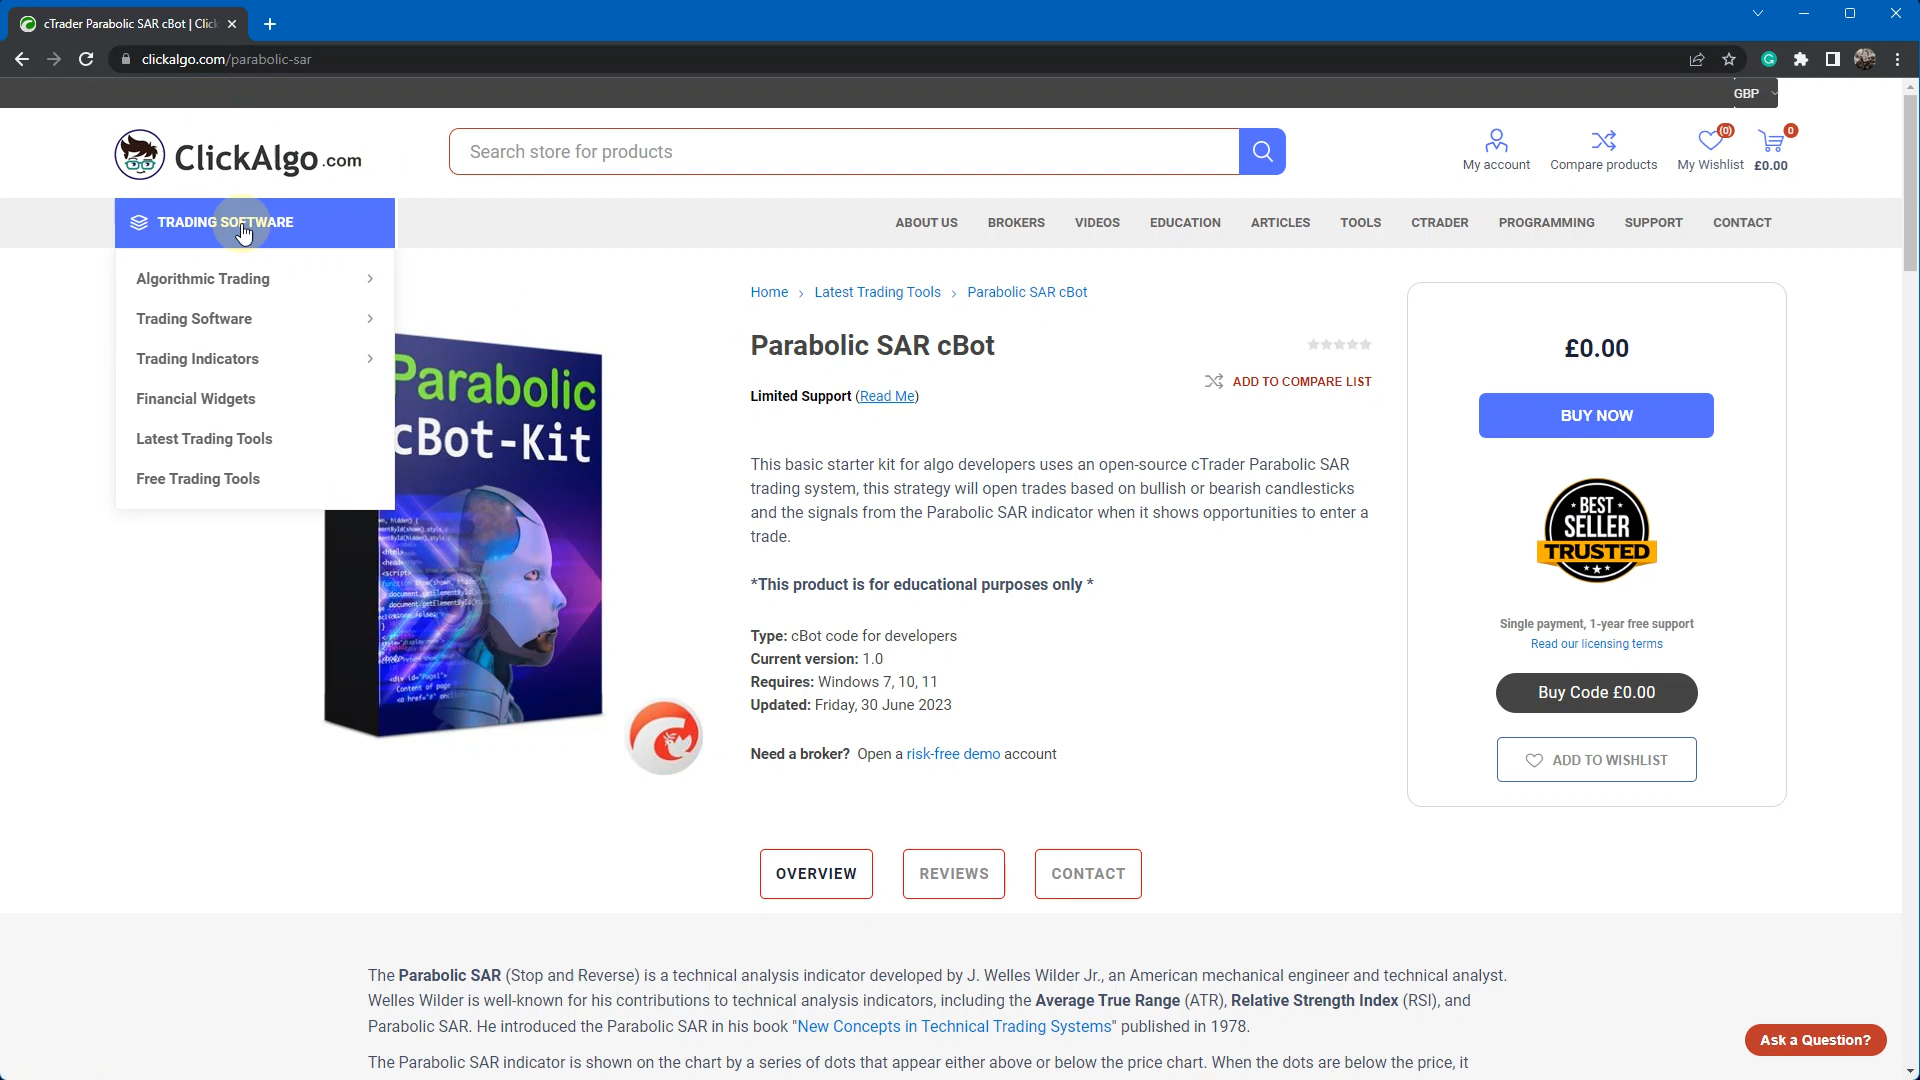 cTrader Parabolic SAR cBot | Clic
clickalgo.com/parabolic-sar
GBP
ClickAlgo.com
Search store for products
My account
Compare products
(0)
My Wishlist
0
£0.00
TRADING SOFTWARE
ABOUT US
BROKERS
VIDEOS
EDUCATION
ARTICLES
TOOLS
CTRADER
PROGRAMMING
SUPPORT
CONTACT
Algorithmic Trading
Trading Software
Trading Indicators
Financial Widgets
Latest Trading Tools
Free Trading Tools
Parabolic
cBot-Kit
Home > Latest Trading Tools > Parabolic SAR cBot
Parabolic SAR cBot
ADD TO COMPARE LIST
Limited Support (Read Me)
This basic starter kit for algo developers uses an open-source cTrader Parabolic SAR
trading system, this strategy will open trades based on bullish or bearish candlesticks
and the signals from the Parabolic SAR indicator when it shows opportunities to enter a
trade.
*This product is for educational purposes only *
Type: cBot code for developers
Current version: 1.0
Requires: Windows 7, 10, 11
Updated: Friday, 30 June 2023
Need a broker? Open a risk-free demo account
£0.00
BUY NOW
BEST
SELLER
TRUSTED
Single payment, 1-year free support
Read our licensing terms
Buy Code £0.00
ADD TO WISHLIST
OVERVIEW
REVIEWS
CONTACT
The Parabolic SAR (Stop and Reverse) is a technical analysis indicator developed by J. Welles Wilder Jr., an American mechanical engineer and technical analyst.
Welles Wilder is well-known for his contributions to technical analysis indicators, including the Average True Range (ATR), Relative Strength Index (RSI), and
Parabolic SAR. He introduced the Parabolic SAR in his book "New Concepts in Technical Trading Systems" published in 1978.
The Parabolic SAR indicator is shown on the chart by a series of dots that appear either above or below the price chart. When the dots are below the price, it
Ask a Question?